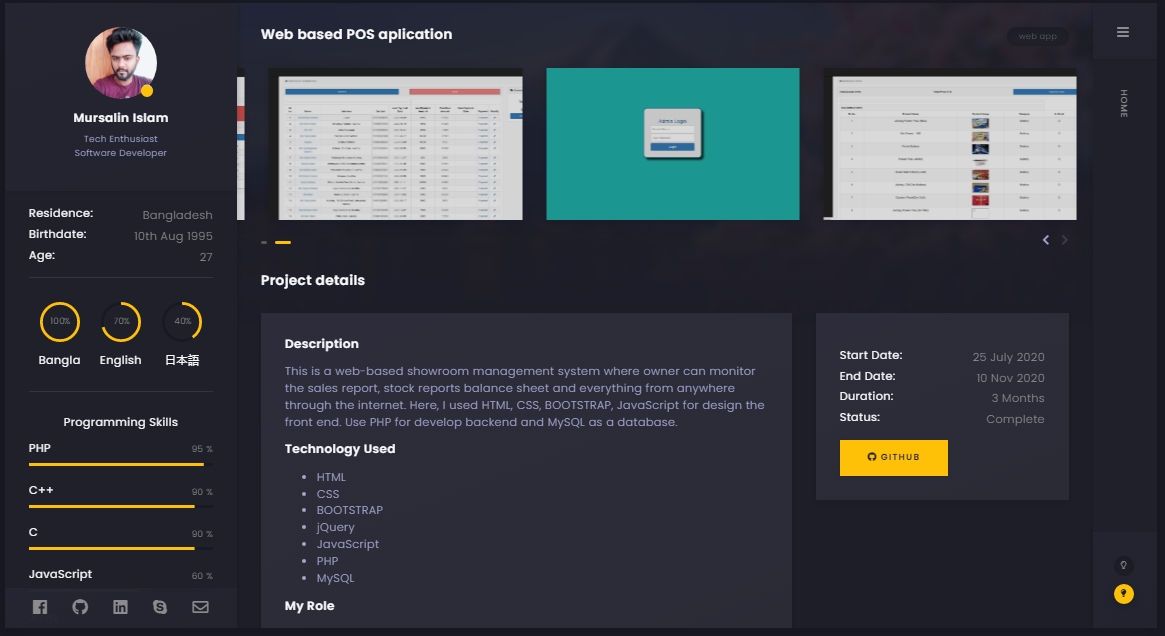 Mursalin Islam
Tech Enthusiast
Software Developer
Residence: Bangladesh
Birthdate: 10th Aug 1995
Age: 27
100% 70% 40%
Bangla English 日本語
Programming Skills
PHP 95 %
C++ 90 %
C 90 %
JavaScript 60 %
Web based POS aplication
web app
Admin Login
Login
Project details
Description
This is a web-based showroom management system where owner can monitor
the sales report, stock reports balance sheet and everything from anywhere
through the internet. Here, I used HTML, CSS, BOOTSTRAP, JavaScript for design the
front end. Use PHP for develop backend and MySQL as a database.
Technology Used
HTML
CSS
BOOTSTRAP
jQuery
JavaScript
PHP
MySQL
My Role
Start Date: 25 July 2020
End Date: 10 Nov 2020
Duration: 3 Months
Status: Complete
GITHUB
HOME